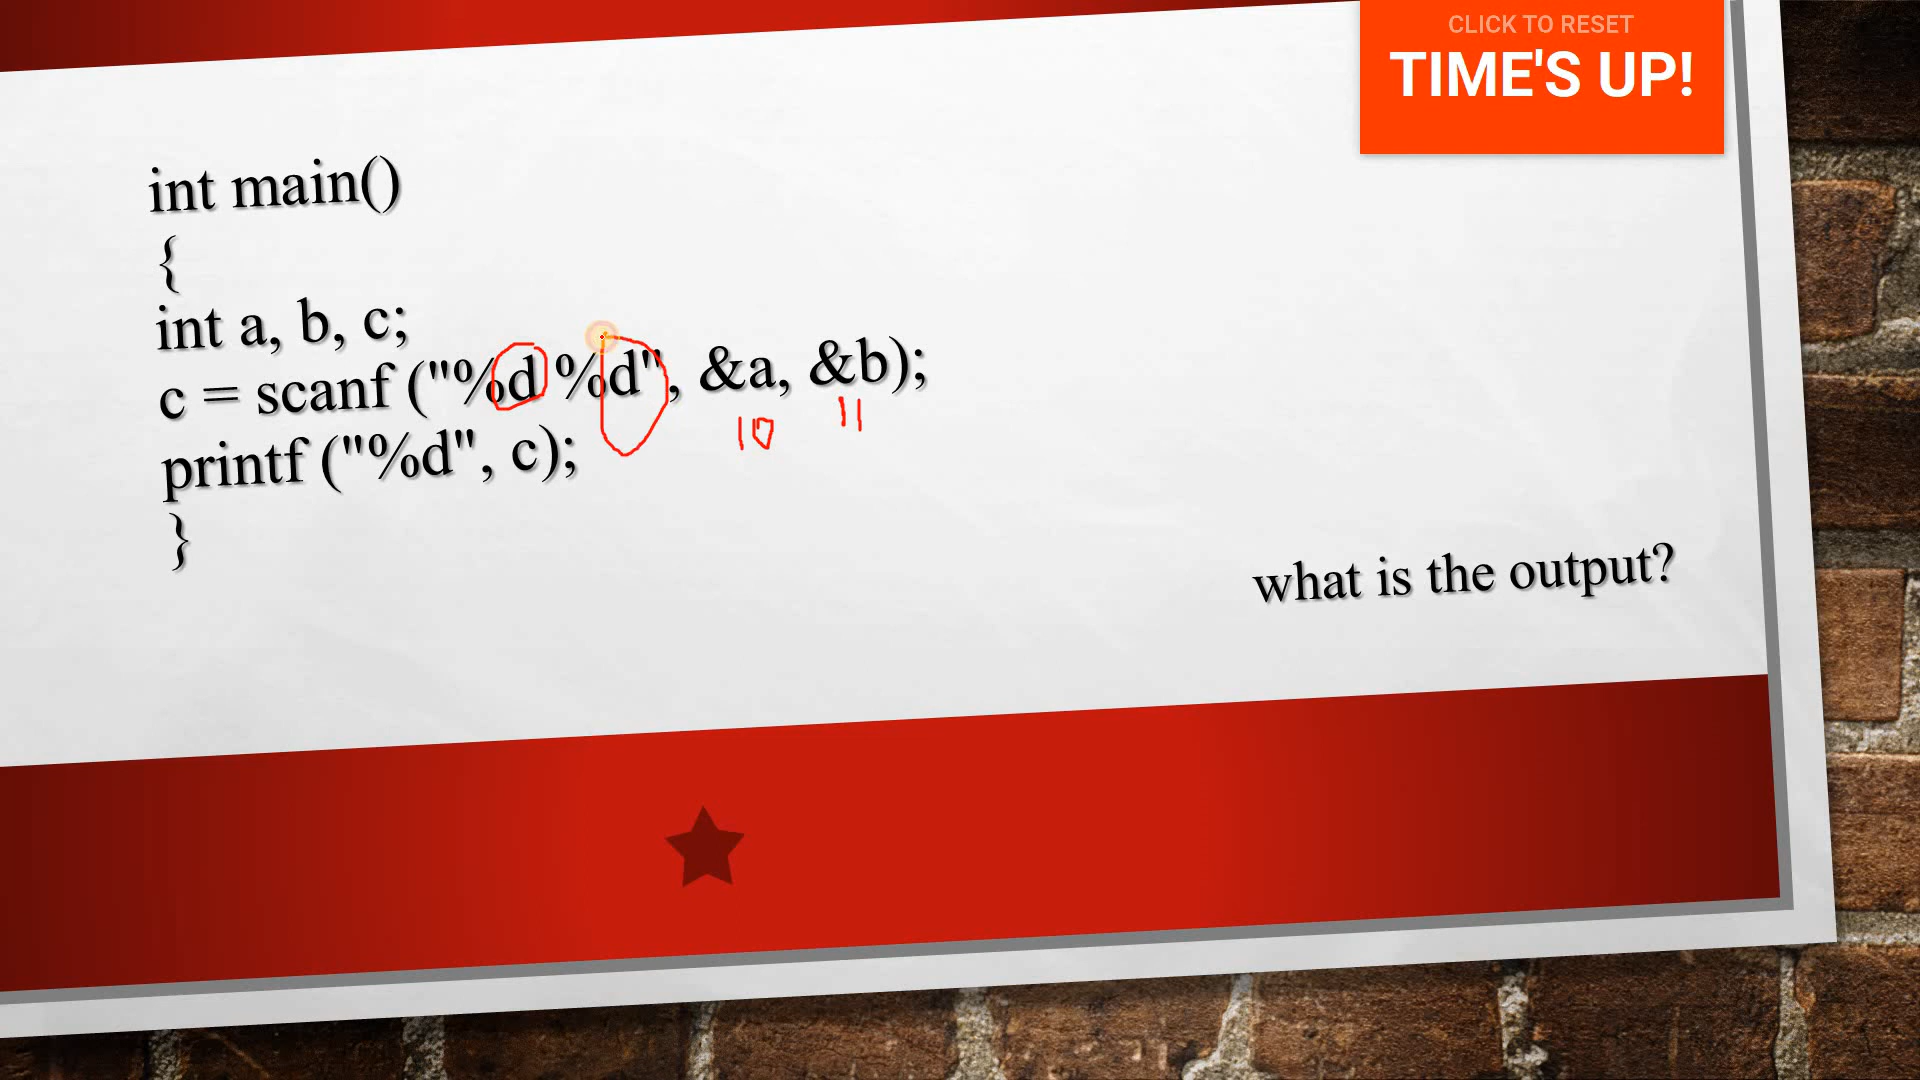 CLICK TO RESET
TIME'S UP!
int main()
{
int a, b, c;
c = scanf ("%d %d", &a, &b);
10 11
printf ("%d", c);
}
what is the output?